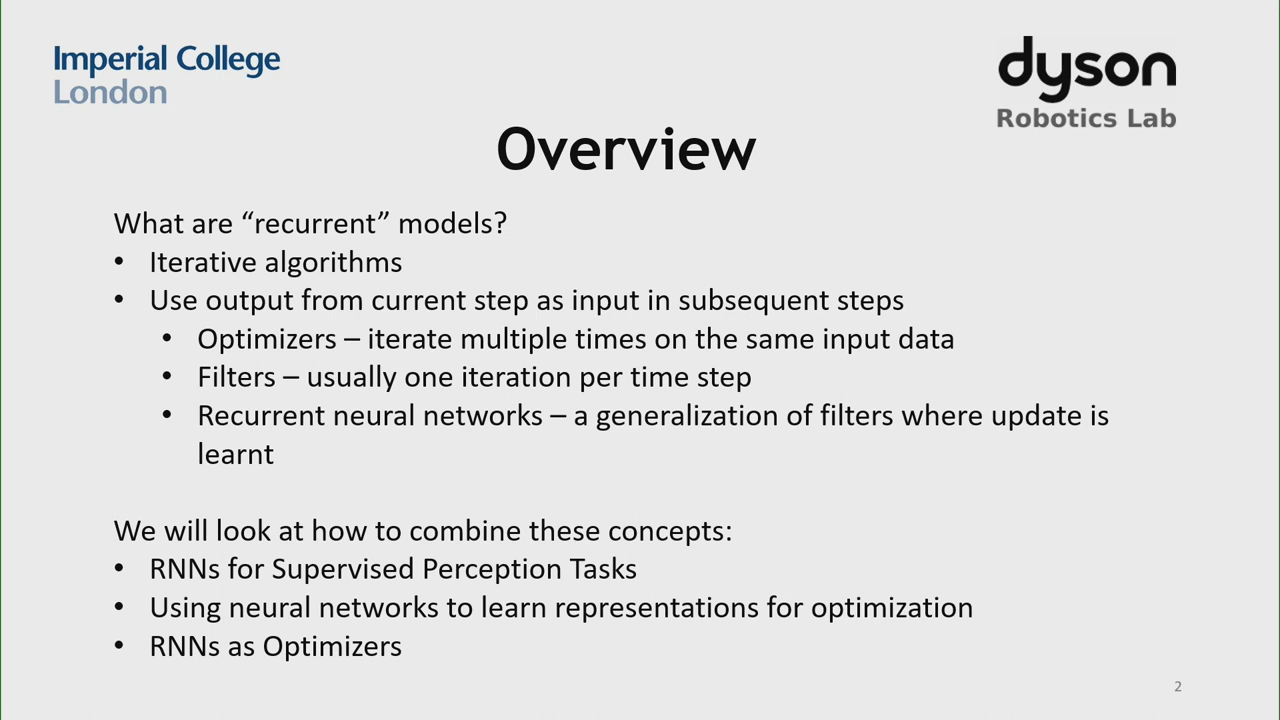 Imperial College
London
dyson
Robotics Lab
Overview
What are “recurrent” models?
• Iterative algorithms
• Use output from current step as input in subsequent steps
• Optimizers – iterate multiple times on the same input data
• Filters – usually one iteration per time step
• Recurrent neural networks – a generalization of filters where update is
learnt
We will look at how to combine these concepts:
• RNNs for Supervised Perception Tasks
• Using neural networks to learn representations for optimization
• RNNs as Optimizers
2